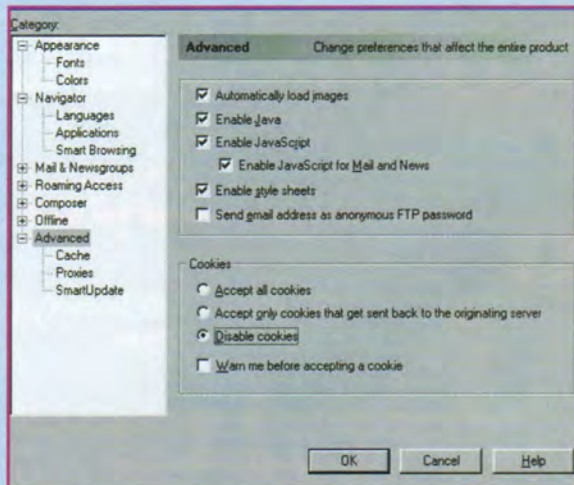 Category:
Appearance
Fonts
Colors
Navigator
Languages
Applications
Smart Browsing
Mail & Newsgroups
Roaming Access
Composer
Offline
Advanced
Cache
Proxies
SmartUpdate
Advanced Change preferences that affect the entire product
Automatically load images
Enable Java
Enable JavaScript
Enable JavaScript for Mail and News
Enable style sheets
Send email address as anonymous FTP password
Cookies
Accept all cookies
Accept only cookies that get sent back to the originating server
Disable cookies
Warn me before accepting a cookie
OK Cancel Help